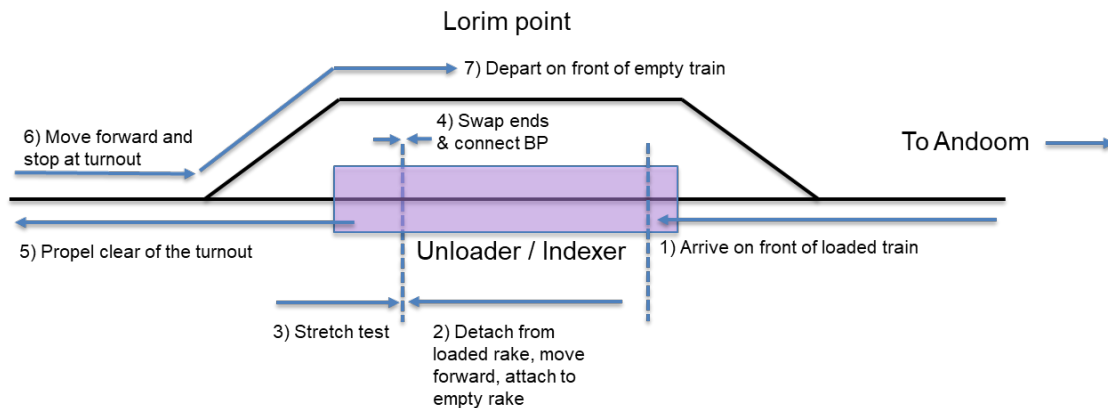 Lorim point
7) Depart on front of empty train
4) Swap ends
& connect BP
6) Move forward and
stop at turnout
To Andoom
5) Propel clear of the turnout
Unloader / Indexer
1) Arrive on front of loaded train
3) Stretch test
2) Detach from
loaded rake, move
forward, attach to
empty rake